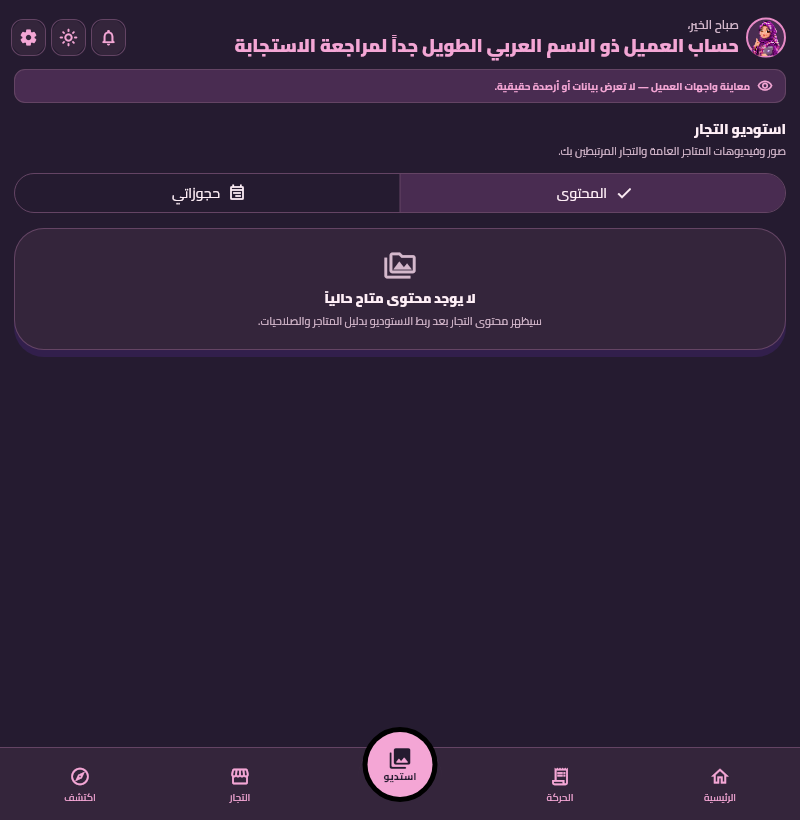 صباح الخير،
حساب العميل ذو الاسم العربي الطويل جداً لمراجعة الاستجابة
معاينة واجهات العميل — لا تعرض بيانات أو أرصدة حقيقية.
استوديو التجار
صور وفيديوهات المتاجر العامة والتجار المرتبطين بك.
المحتوى
حجوزاتي
لا يوجد محتوى متاح حالياً
سيظهر محتوى التجار بعد ربط الاستوديو بدليل المتاجر والصلاحيات.
الرئيسية
الحركة
استديو
التجار
اكتشف